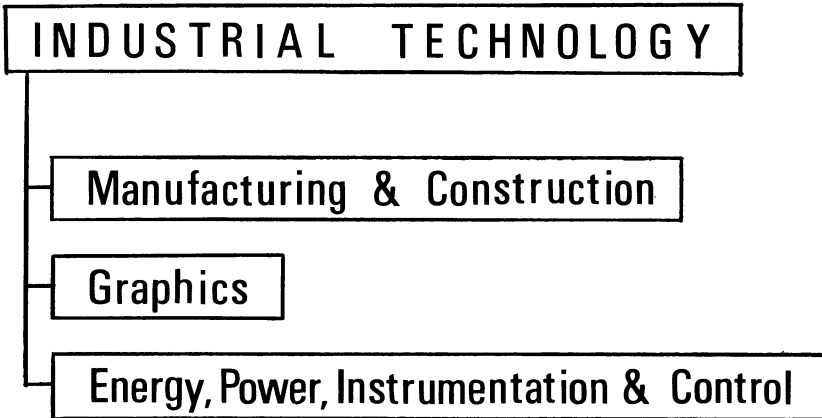 INDUSTRIAL TECHNOLOGY
Manufacturing & Construction
Graphics
Energy, Power, Instrumentation & Control